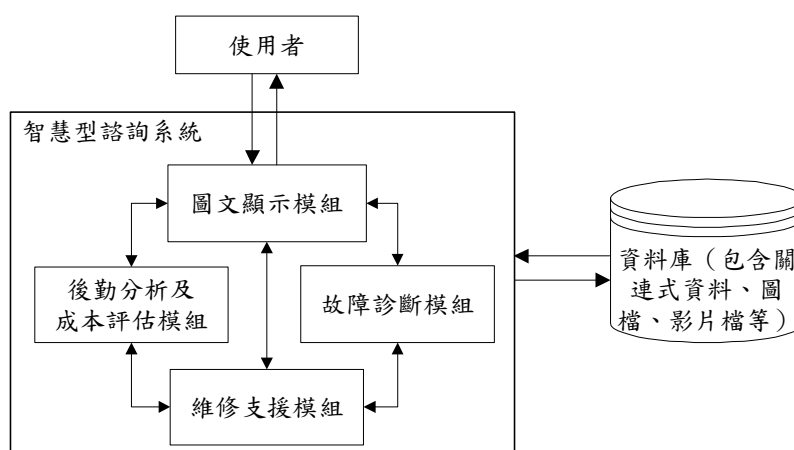 使用者
智慧型諮詢系統
圖文顯示模組
後勤分析及
成本評估模組
故障診斷模組
維修支援模組
資料庫（包含關
連式資料、圖
檔、影片檔等）